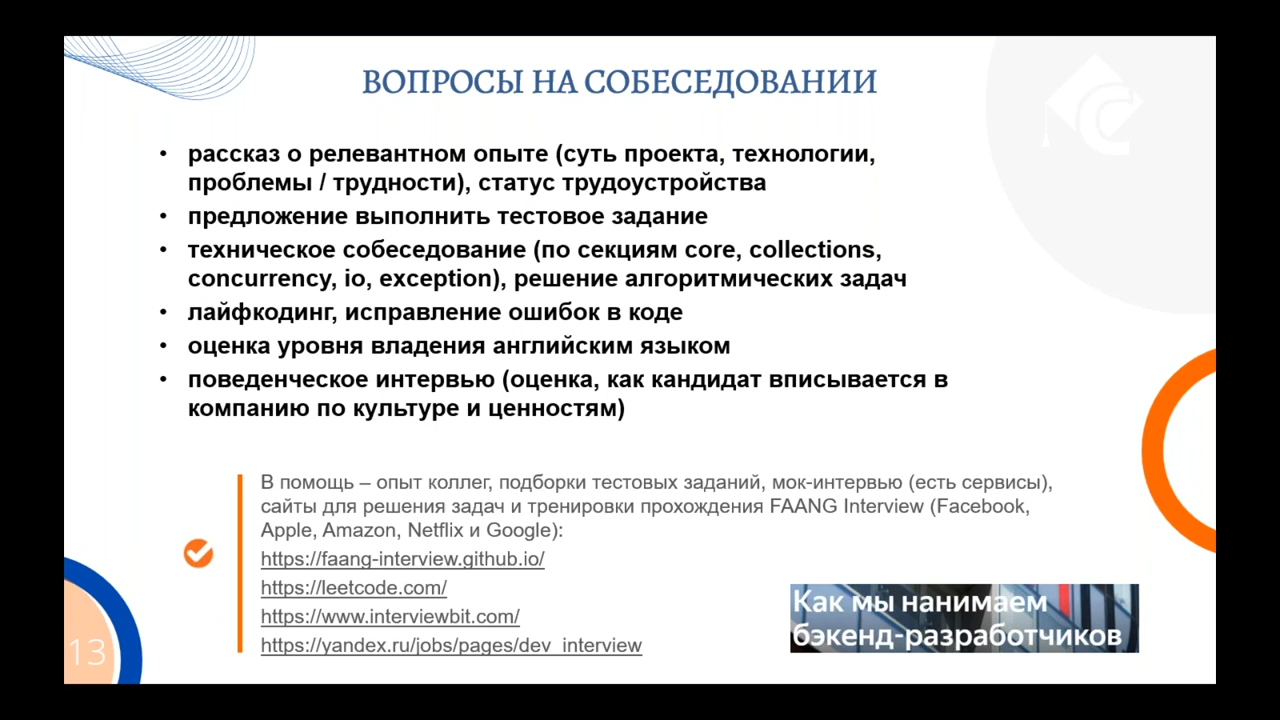 ВОПРОСЫ НА СОБЕСЕДОВАНИИ
• рассказ о релевантном опыте (суть проекта, технологии,
проблемы / трудности), статус трудоустройства
• предложение выполнить тестовое задание
• техническое собеседование (по секциям core, collections,
concurrency, io, exception), решение алгоритмических задач
• лайфкодинг, исправление ошибок в коде
• оценка уровня владения английским языком
• поведенческое интервью (оценка, как кандидат вписывается в
компанию по культуре и ценностям)
В помощь – опыт коллег, подборки тестовых заданий, мок-интервью (есть сервисы),
сайты для решения задач и тренировки прохождения FAANG Interview (Facebook,
Apple, Amazon, Netflix и Google):
https://faang-interview.github.io/
https://leetcode.com/
https://www.interviewbit.com/
https://yandex.ru/jobs/pages/dev_interview
Как мы нанимаем
бэкенд-разработчиков
13